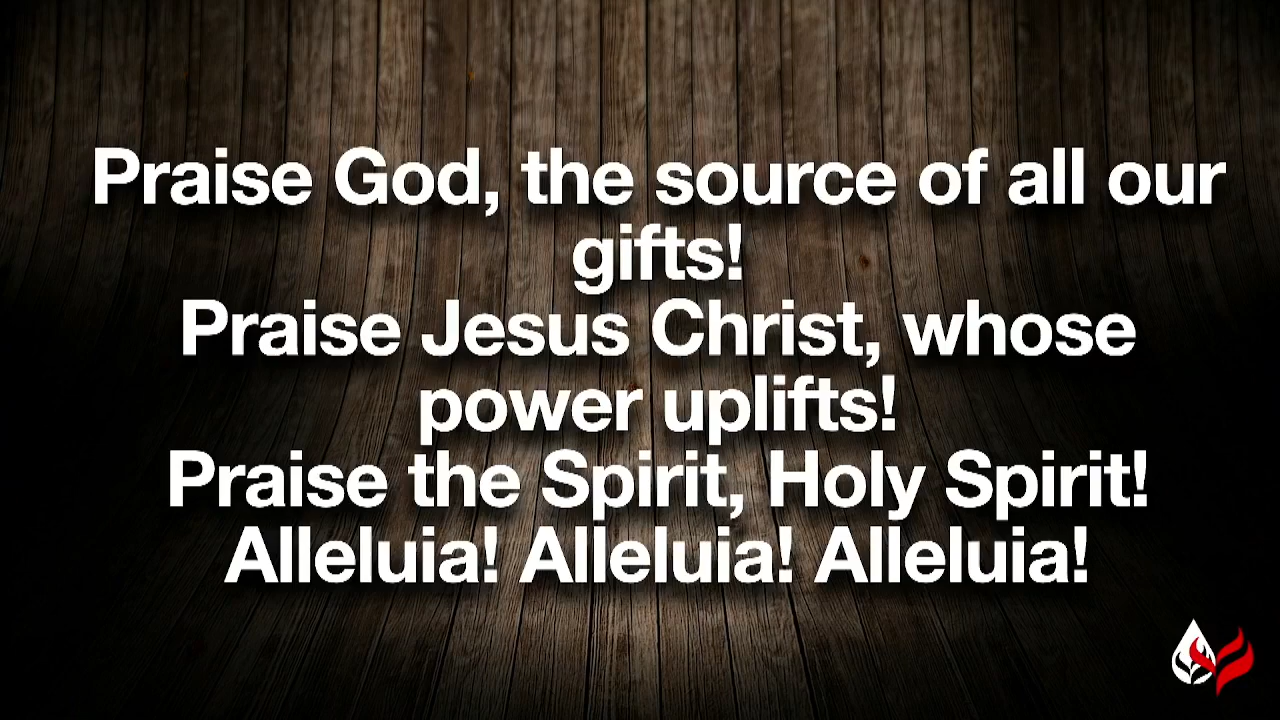 Praise God, the source of all our
gifts!
Praise Jesus Christ, whose
power uplifts!
Praise the Spirit, Holy Spirit!
Alleluia! Alleluia! Alleluia!